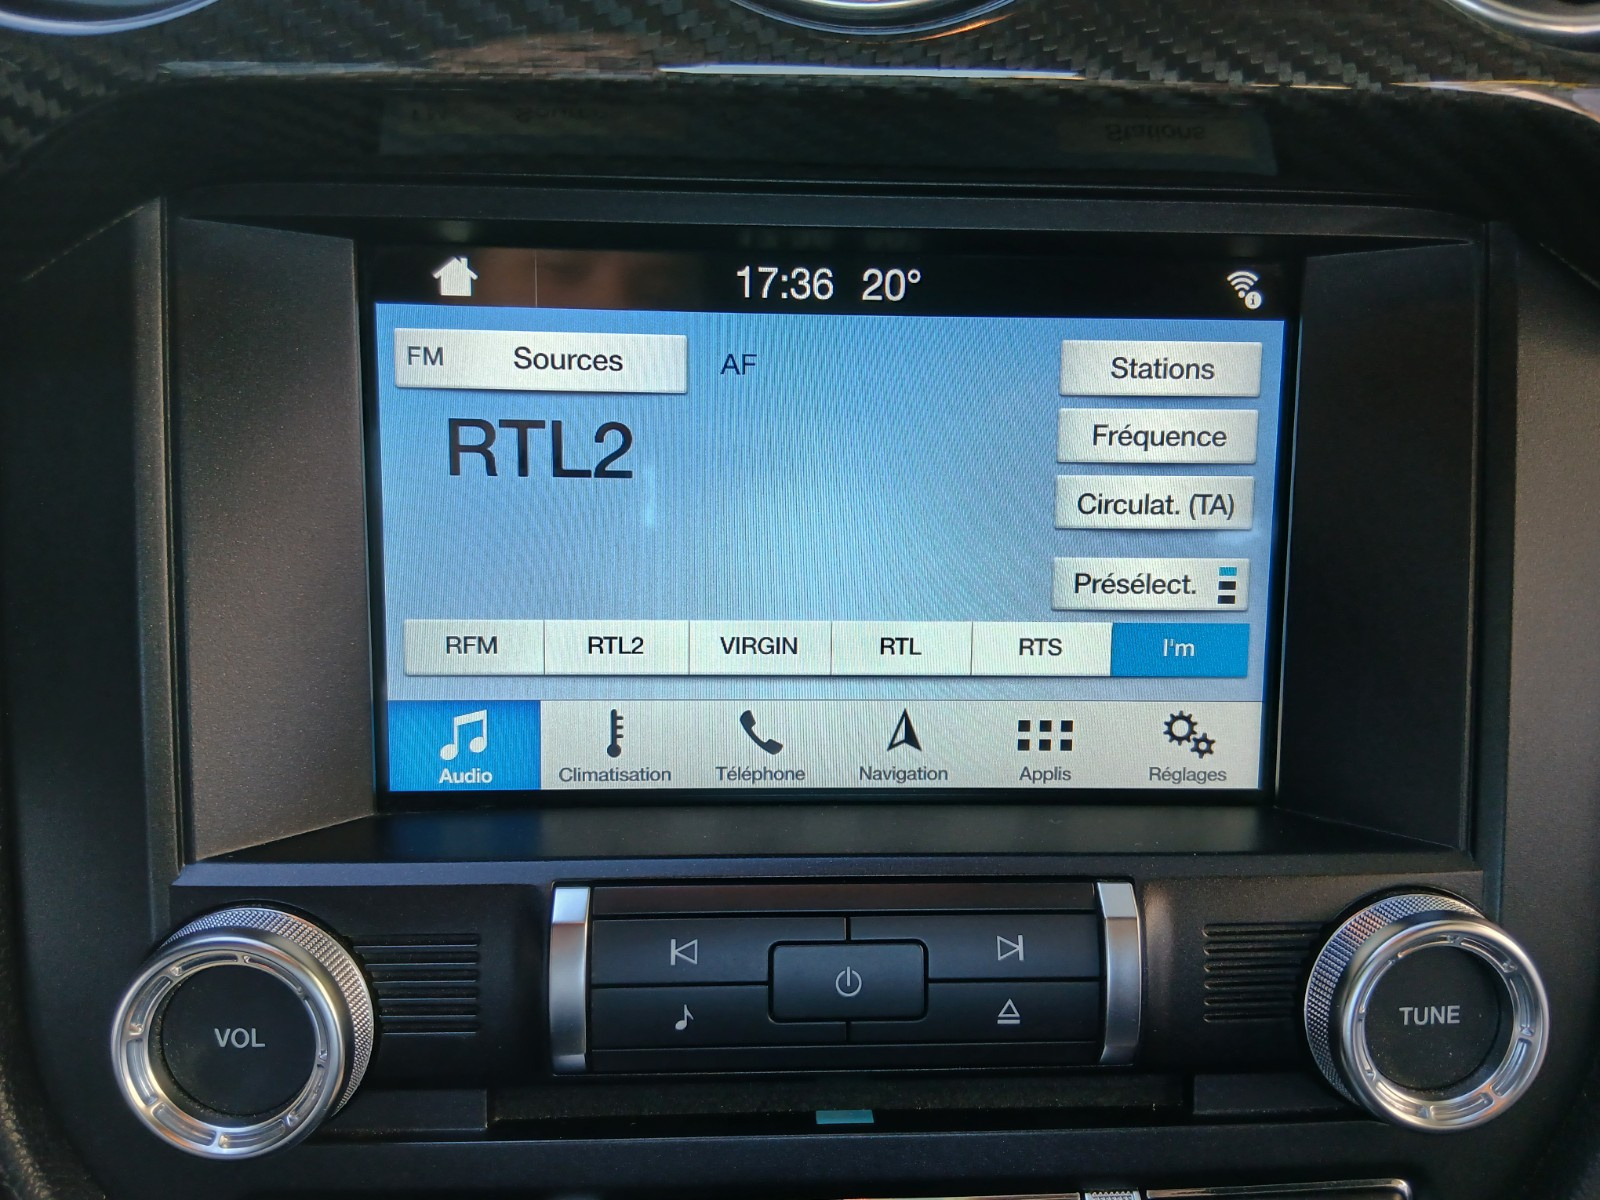 17:36 20°
FM Sources AF
Stations
RTL2
Fréquence
Circulat. (TA)
Présélect.
RFM RTL2 VIRGIN RTL RTS I'm
Audio Climatisation Téléphone Navigation Applis Réglages
VOL
TUNE